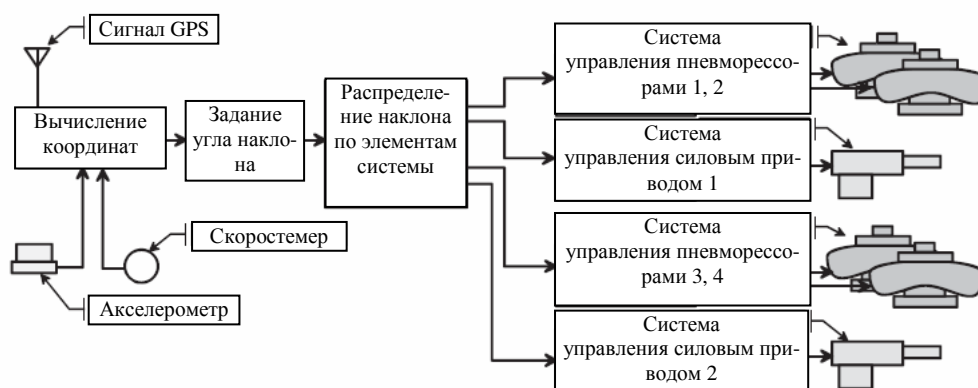 Сигнал GPS
Вычисление
координат
Задание
угла накло-
на
Распределе-
ние наклона
по элементам
системы
Скоростемер
Акселерометр
Система
управления пневморессо-
рами 1, 2
Система
управления силовым при-
водом 1
Система
управления пневморессо-
рами 3, 4
Система
управления силовым при-
водом 2